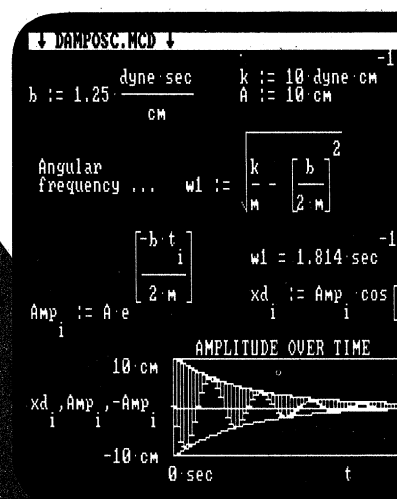 ↓ DAMPOSC.MCD ↓
b := 1.25 · dyne·sec / cm
k := 10·dyne·cm^-1
A := 10·cm
Angular
frequency ... w1 := √( k/m - [ b / 2·m ]^2 )
w1 = 1.814·sec^-1
Amp_i := A·e^[ -b·t_i / 2·m ]
xd_i := Amp_i·cos[
AMPLITUDE OVER TIME
10·cm
xd_i,Amp_i,-Amp_i
-10·cm
0·sec t